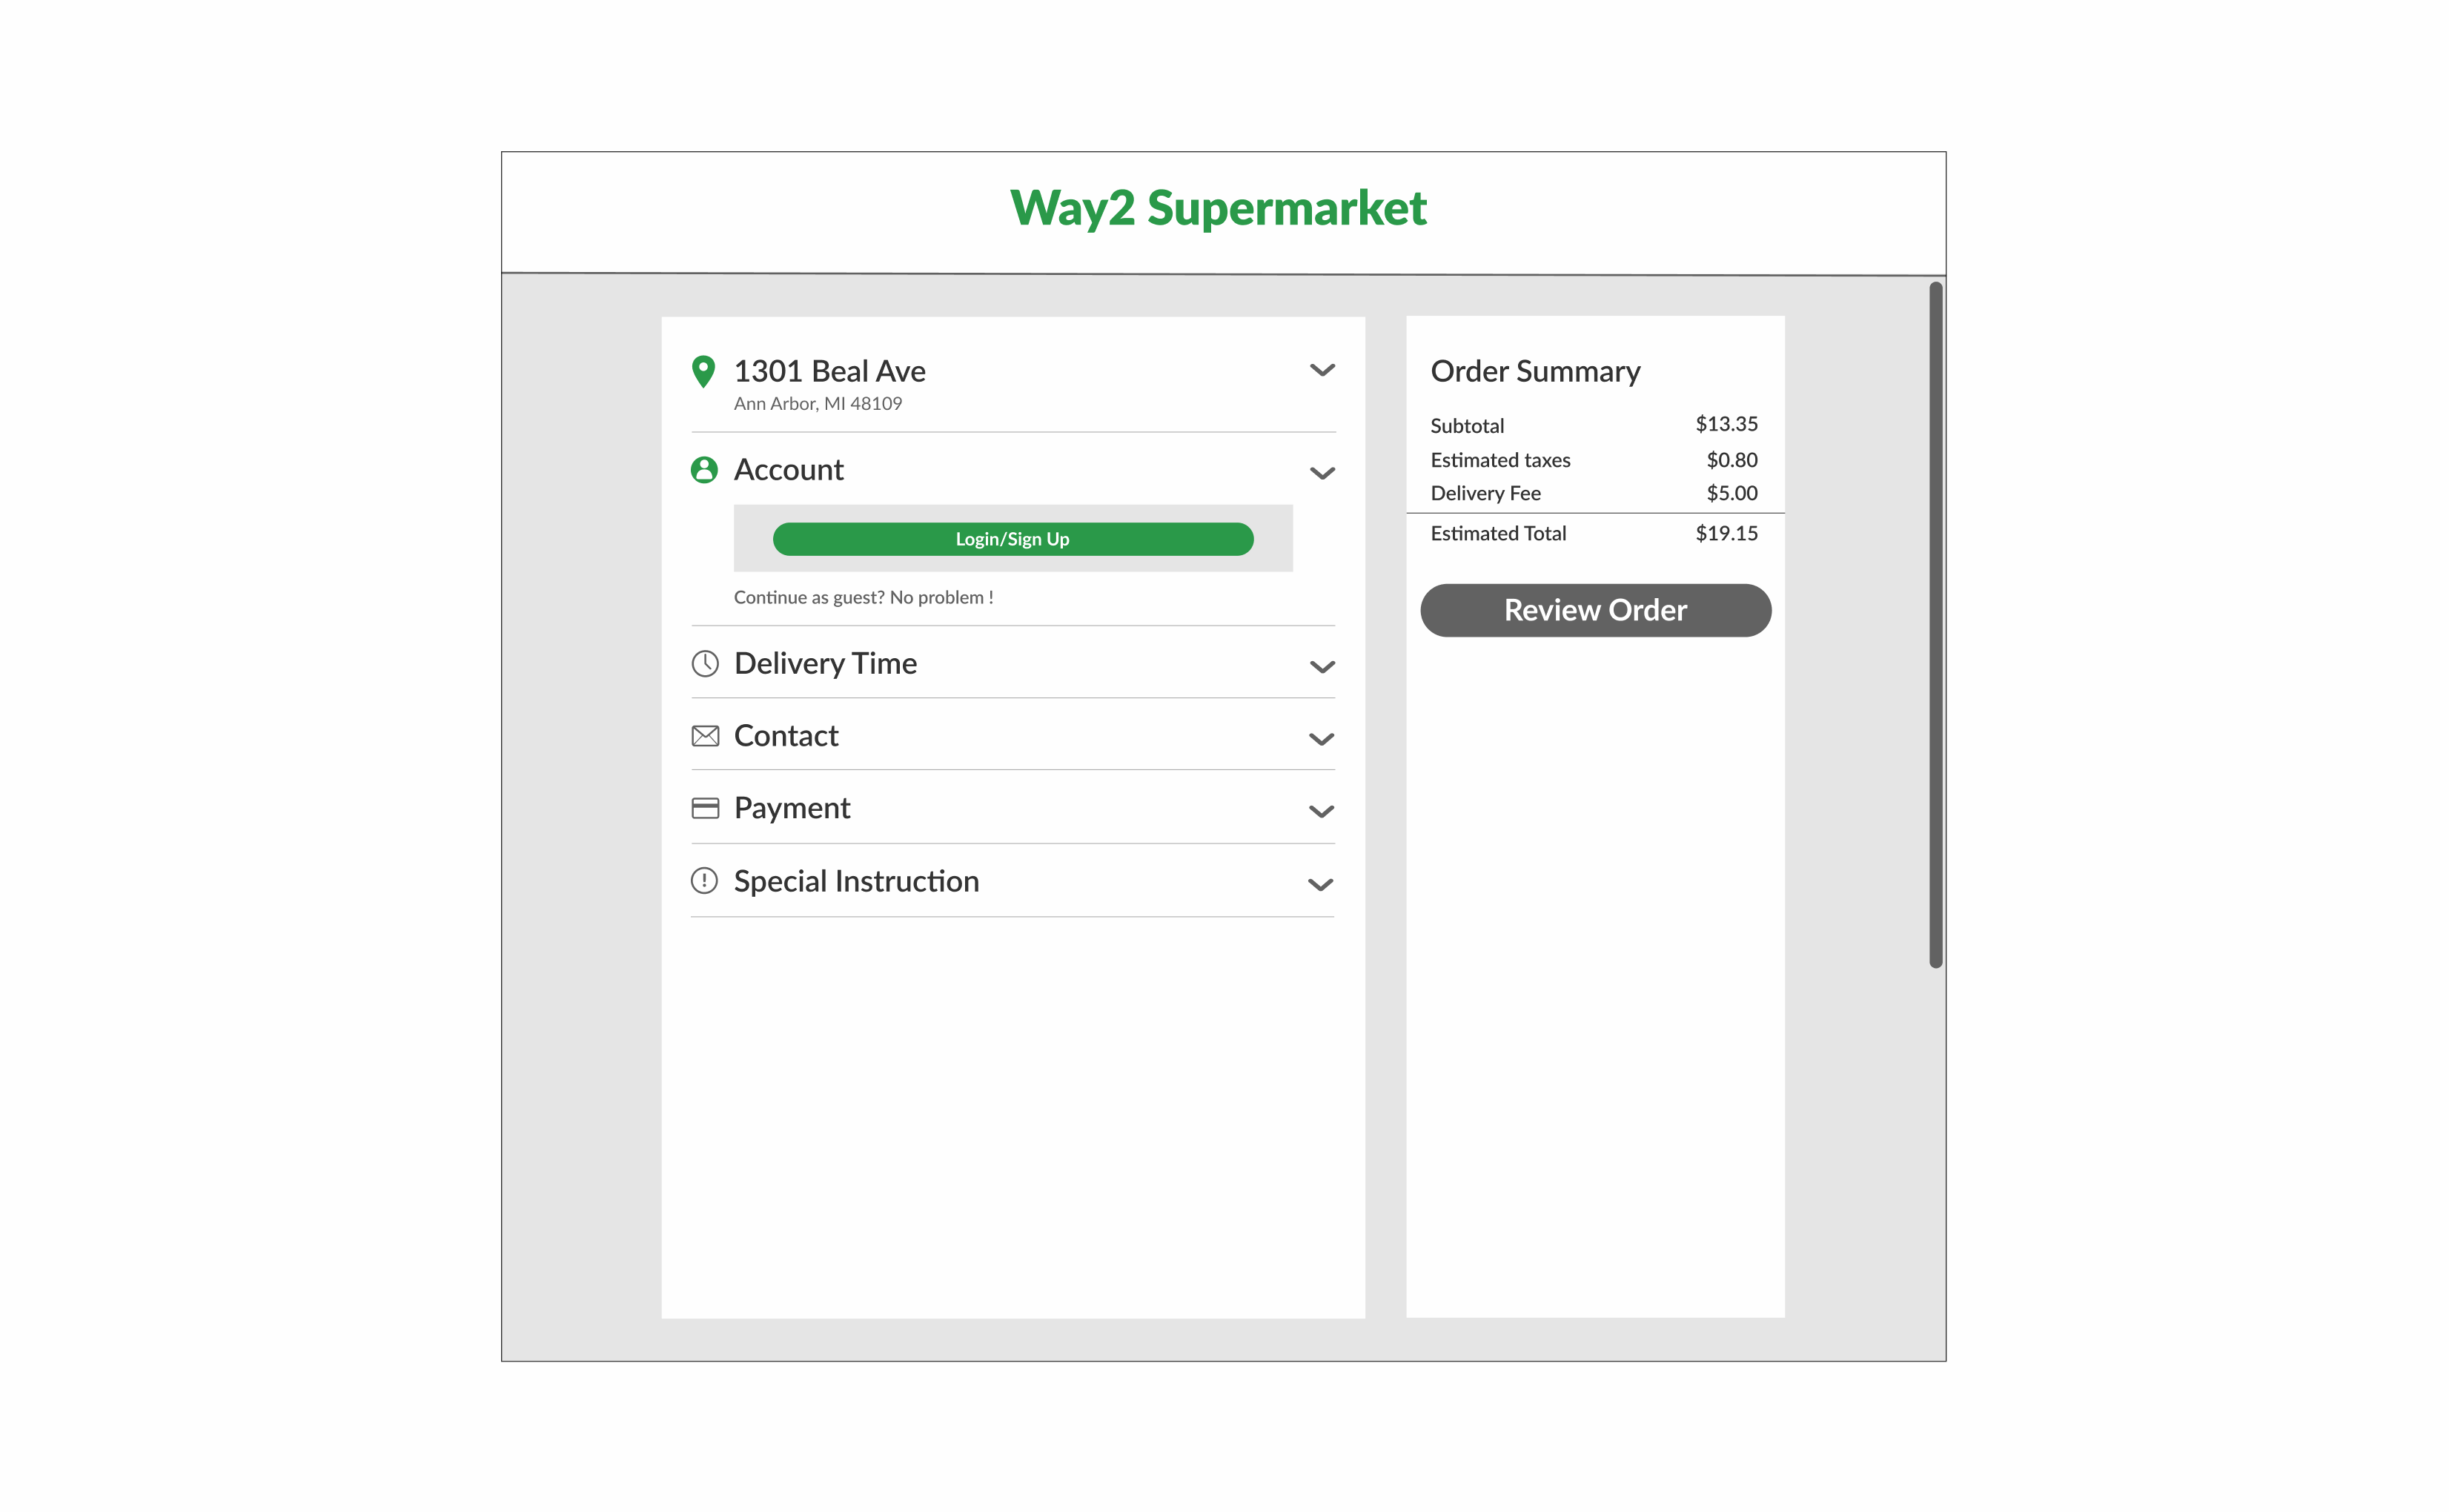 Way2 Supermarket
1301 Beal Ave
Ann Arbor, MI 48109
Account
Login/Sign Up
Continue as guest? No problem !
Delivery Time
Contact
Payment
Special Instruction
Order Summary
Subtotal $13.35
Estimated taxes $0.80
Delivery Fee $5.00
Estimated Total $19.15
Review Order